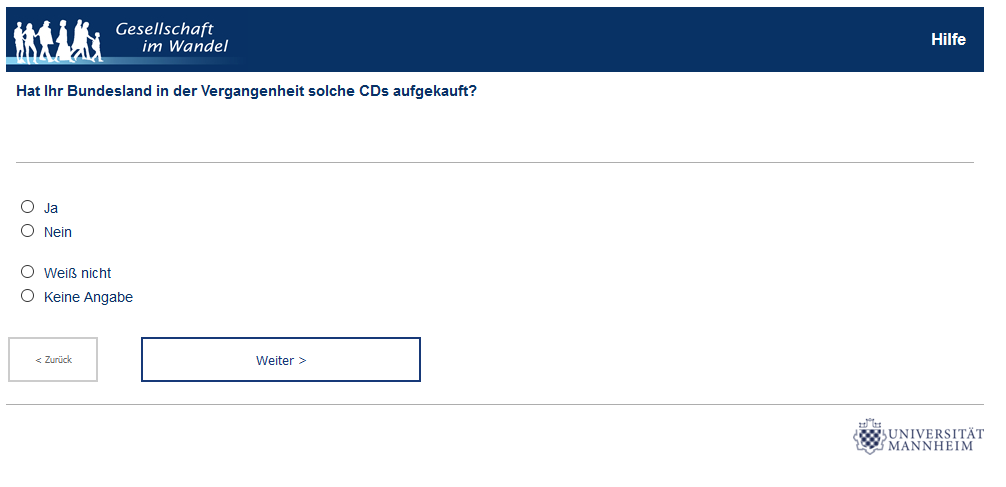 Gesellschaft
im Wandel
Hilfe
Hat Ihr Bundesland in der Vergangenheit solche CDs aufgekauft?
Ja
Nein
Weiß nicht
Keine Angabe
< Zurück
Weiter >
UNIVERSITÄT
MANNHEIM